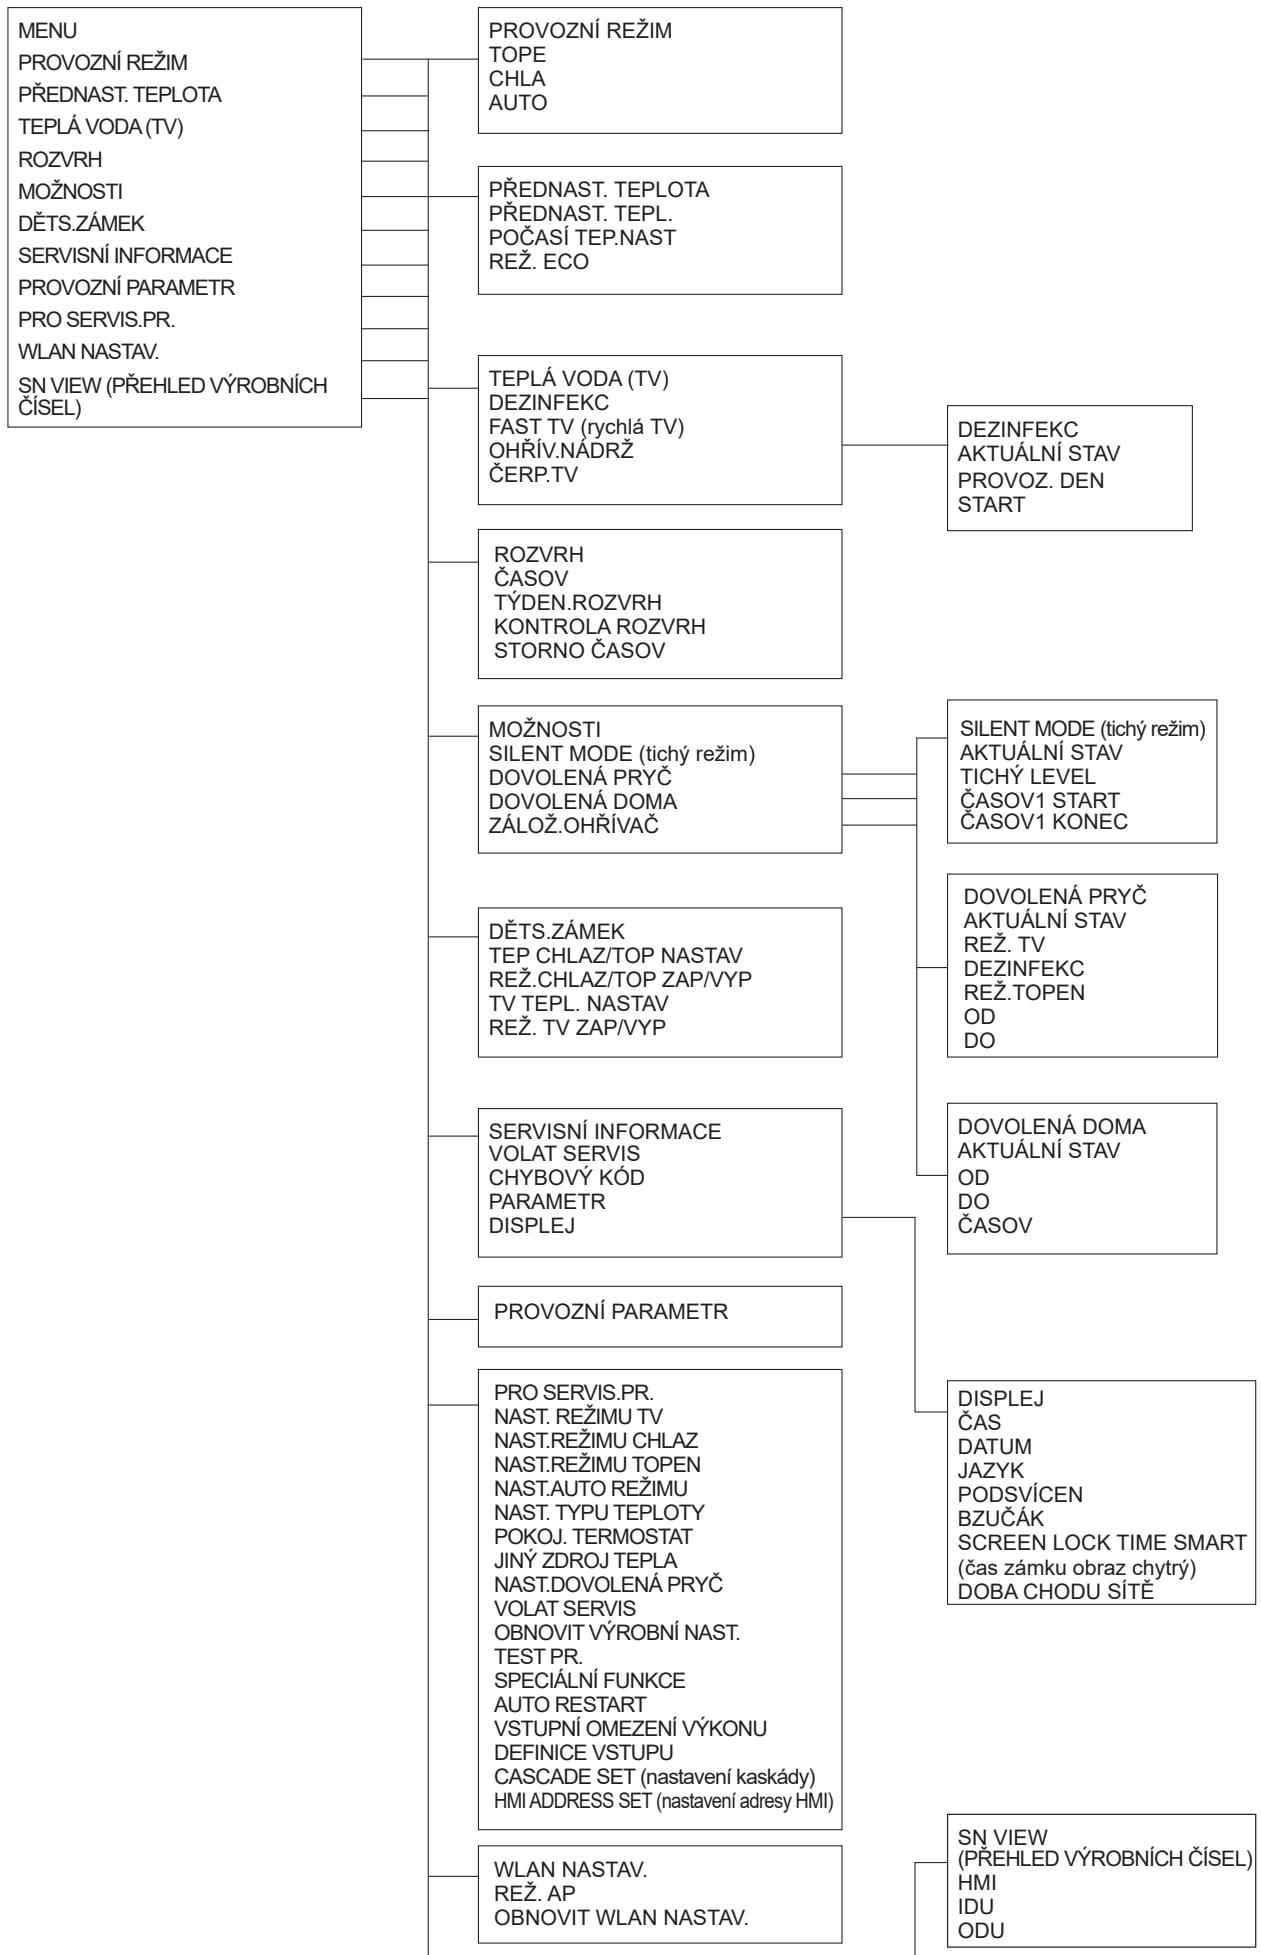 MENU
PROVOZNÍ REŽIM
PŘEDNAST. TEPLOTA
TEPLÁ VODA (TV)
ROZVRH
MOŽNOSTI
DĚTS.ZÁMEK
SERVISNÍ INFORMACE
PROVOZNÍ PARAMETR
PRO SERVIS.PR.
WLAN NASTAV.
SN VIEW (PŘEHLED VÝROBNÍCH
ČÍSEL)
PROVOZNÍ REŽIM
TOPE
CHLA
AUTO
PŘEDNAST. TEPLOTA
PŘEDNAST. TEPL.
POČASÍ TEP.NAST
REŽ. ECO
TEPLÁ VODA (TV)
DEZINFEKC
FAST TV (rychlá TV)
OHŘÍV.NÁDRŽ
ČERP.TV
DEZINFEKC
AKTUÁLNÍ STAV
PROVOZ. DEN
START
ROZVRH
ČASOV
TÝDEN.ROZVRH
KONTROLA ROZVRH
STORNO ČASOV
MOŽNOSTI
SILENT MODE (tichý režim)
DOVOLENÁ PRYČ
DOVOLENÁ DOMA
ZÁLOŽ.OHŘÍVAČ
SILENT MODE (tichý režim)
AKTUÁLNÍ STAV
TICHÝ LEVEL
ČASOV1 START
ČASOV1 KONEC
DOVOLENÁ PRYČ
AKTUÁLNÍ STAV
REŽ. TV
DEZINFEKC
REŽ.TOPEN
OD
DO
DOVOLENÁ DOMA
AKTUÁLNÍ STAV
OD
DO
ČASOV
DĚTS.ZÁMEK
TEP CHLAZ/TOP NASTAV
REŽ.CHLAZ/TOP ZAP/VYP
TV TEPL. NASTAV
REŽ. TV ZAP/VYP
SERVISNÍ INFORMACE
VOLAT SERVIS
CHYBOVÝ KÓD
PARAMETR
DISPLEJ
PROVOZNÍ PARAMETR
PRO SERVIS.PR.
NAST. REŽIMU TV
NAST.REŽIMU CHLAZ
NAST.REŽIMU TOPEN
NAST.AUTO REŽIMU
NAST. TYPU TEPLOTY
POKOJ. TERMOSTAT
JINÝ ZDROJ TEPLA
NAST.DOVOLENÁ PRYČ
VOLAT SERVIS
OBNOVIT VÝROBNÍ NAST.
TEST PR.
SPECIÁLNÍ FUNKCE
AUTO RESTART
VSTUPNÍ OMEZENÍ VÝKONU
DEFINICE VSTUPU
CASCADE SET (nastavení kaskády)
HMI ADDRESS SET (nastavení adresy HMI)
DISPLEJ
ČAS
DATUM
JAZYK
PODSVÍCEN
BZUČÁK
SCREEN LOCK TIME SMART
(čas zámku obraz chytrý)
DOBA CHODU SÍTĚ
WLAN NASTAV.
REŽ. AP
OBNOVIT WLAN NASTAV.
SN VIEW
(PŘEHLED VÝROBNÍCH ČÍSEL)
HMI
IDU
ODU